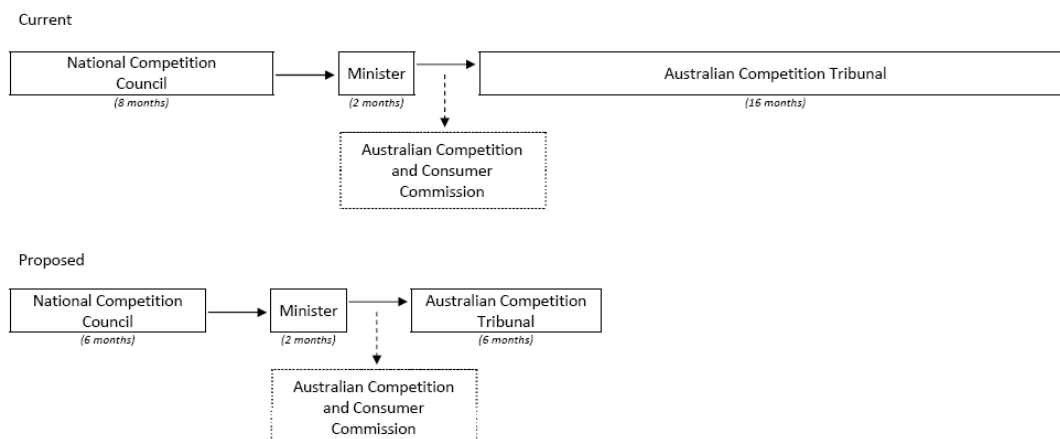 Current
National Competition
Council
(8 months)
Minister
(2 months)
Australian Competition Tribunal
(16 months)
Australian Competition
and Consumer
Commission
Proposed
National Competition
Council
(6 months)
Minister
(2 months)
Australian Competition
Tribunal
(6 months)
Australian Competition
and Consumer
Commission